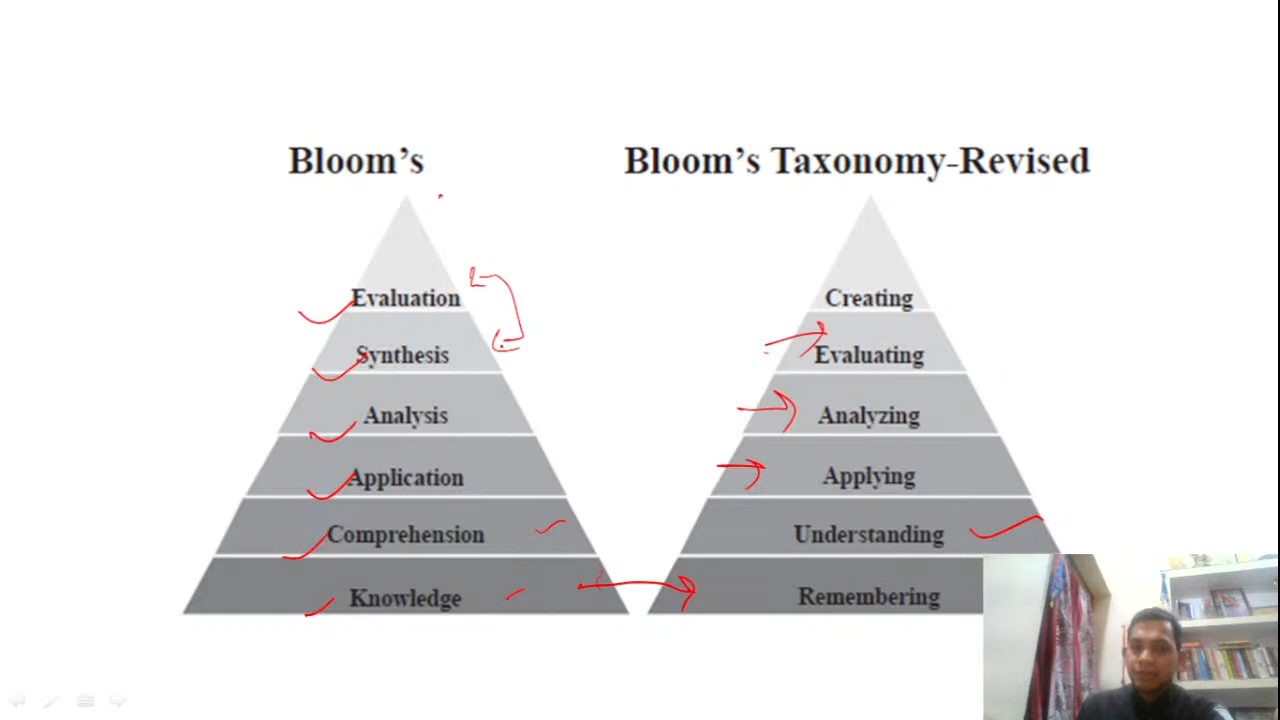 Bloom's
Evaluation
Synthesis
Analysis
Application
Comprehension
Knowledge
Bloom's Taxonomy-Revised
Creating
Evaluating
Analyzing
Applying
Understanding
Remembering